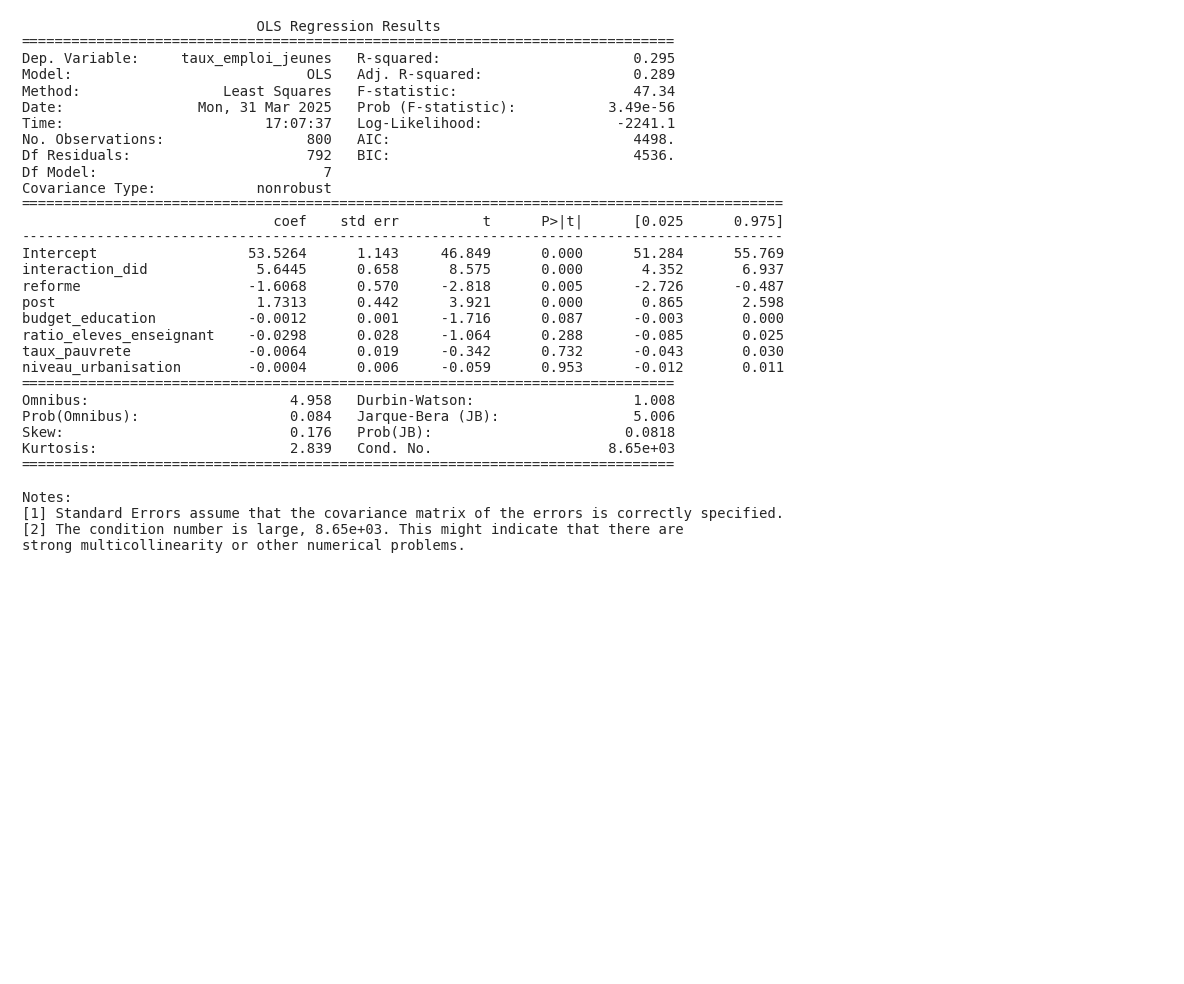 OLS Regression Results
==============================================================================
Dep. Variable:     taux_emploi_jeunes   R-squared:                       0.295
Model:                            OLS   Adj. R-squared:                  0.289
Method:                 Least Squares   F-statistic:                     47.34
Date:                Mon, 31 Mar 2025   Prob (F-statistic):           3.49e-56
Time:                        17:07:37   Log-Likelihood:                -2241.1
No. Observations:                 800   AIC:                             4498.
Df Residuals:                     792   BIC:                             4536.
Df Model:                           7
Covariance Type:            nonrobust
===========================================================================================
                              coef    std err          t      P>|t|      [0.025      0.975]
-------------------------------------------------------------------------------------------
Intercept                  53.5264      1.143     46.849      0.000      51.284      55.769
interaction_did             5.6445      0.658      8.575      0.000       4.352       6.937
reforme                    -1.6068      0.570     -2.818      0.005      -2.726      -0.487
post                        1.7313      0.442      3.921      0.000       0.865       2.598
budget_education           -0.0012      0.001     -1.716      0.087      -0.003       0.000
ratio_eleves_enseignant    -0.0298      0.028     -1.064      0.288      -0.085       0.025
taux_pauvrete              -0.0064      0.019     -0.342      0.732      -0.043       0.030
niveau_urbanisation        -0.0004      0.006     -0.059      0.953      -0.012       0.011
==============================================================================
Omnibus:                        4.958   Durbin-Watson:                   1.008
Prob(Omnibus):                  0.084   Jarque-Bera (JB):                5.006
Skew:                           0.176   Prob(JB):                       0.0818
Kurtosis:                       2.839   Cond. No.                     8.65e+03
==============================================================================

Notes:
[1] Standard Errors assume that the covariance matrix of the errors is correctly specified.
[2] The condition number is large, 8.65e+03. This might indicate that there are
strong multicollinearity or other numerical problems.